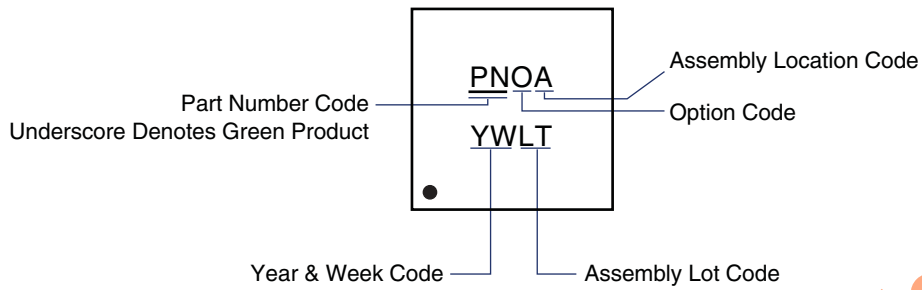 PNOA
Assembly Location Code
Part Number Code
Underscore Denotes Green Product
Option Code
YWLT
Year & Week Code
Assembly Lot Code